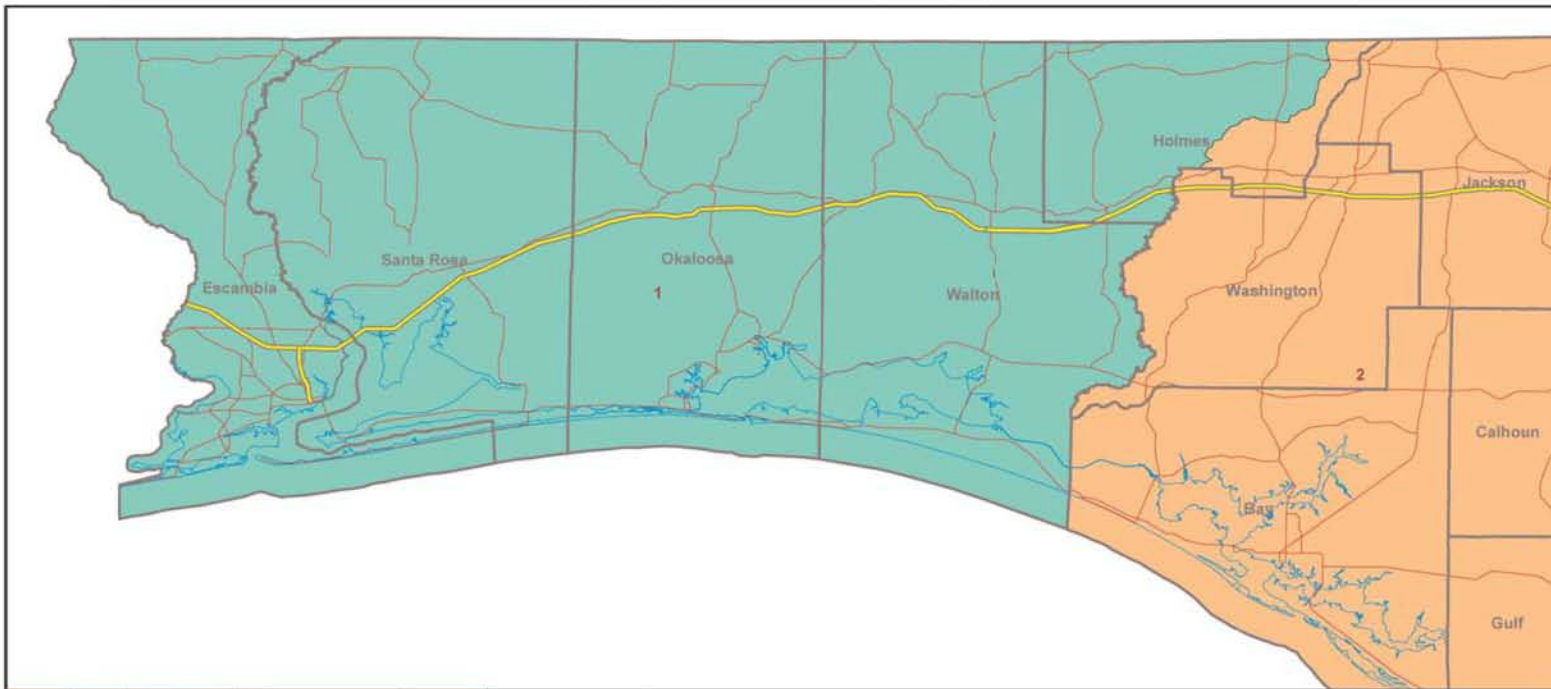 Holmes
Jackson
Santa Rosa
Okaloosa
Escambia
1
Walton
Washington
2
Calhoun
Bay
Gulf